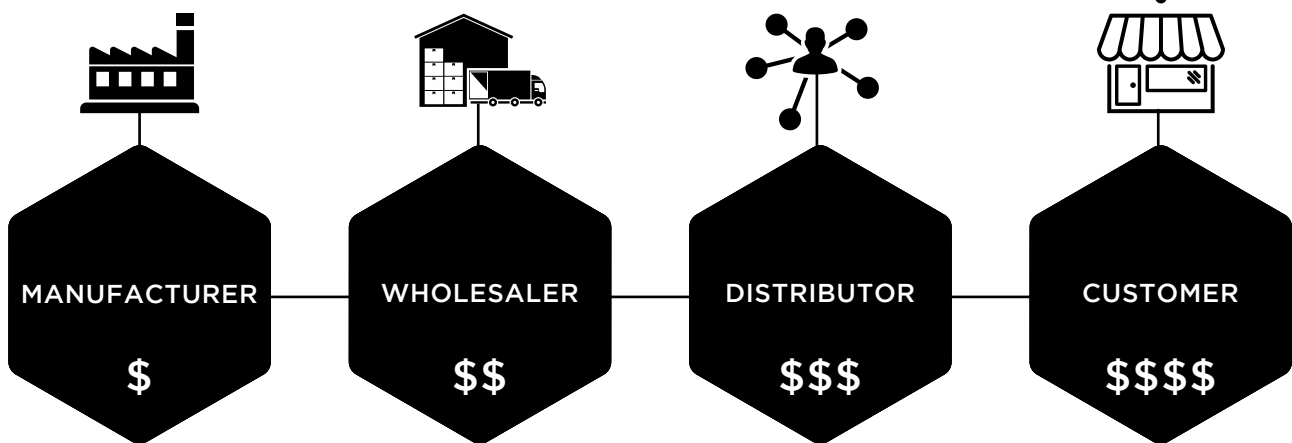 MANUFACTURER
$
WHOLESALER
$$
DISTRIBUTOR
$$$
CUSTOMER
$$$$